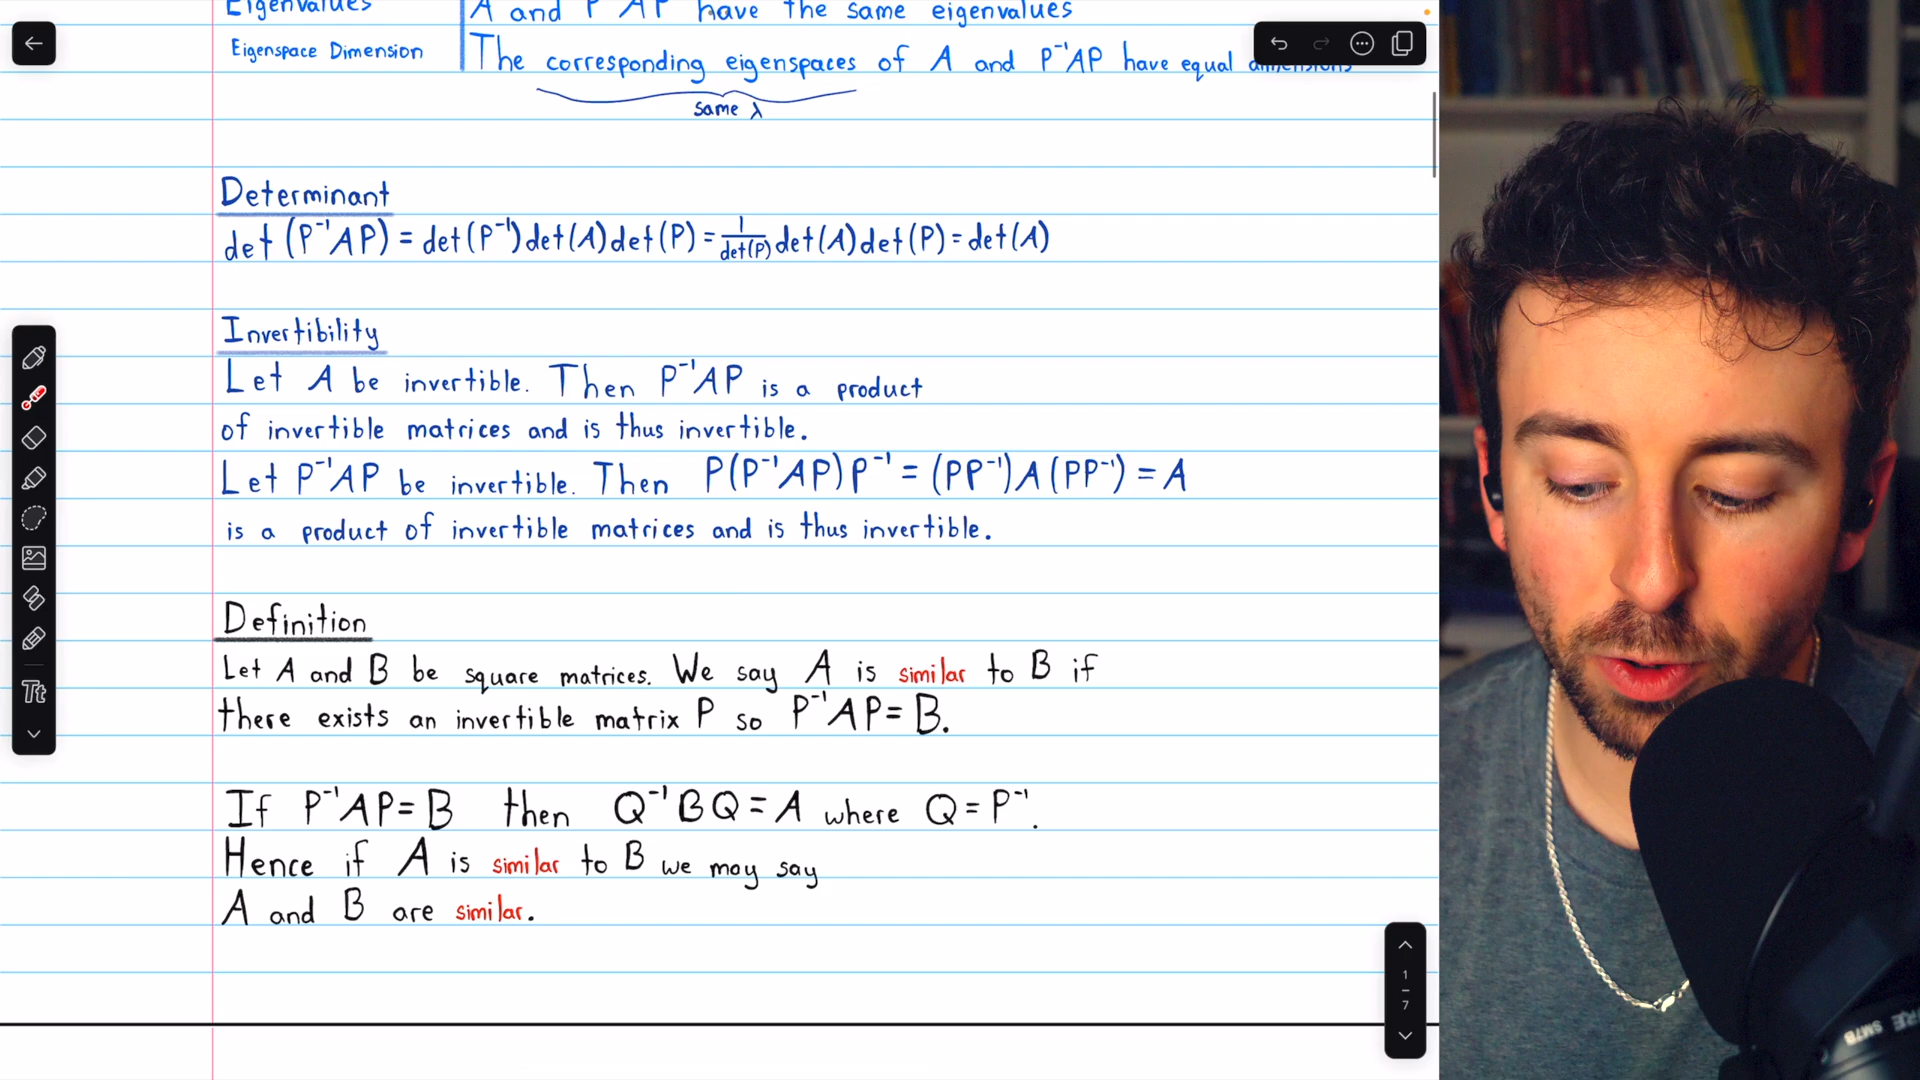 Eigenvalues A and P⁻¹AP have the same eigenvalues
Eigenspace Dimension The corresponding eigenspaces of A and P⁻¹AP have equal dimensions
same λ
Determinant
det (P⁻¹AP) = det(P⁻¹)det(A)det(P) = 1/det(P) det(A)det(P) = det(A)
Invertibility
Let A be invertible. Then P⁻¹AP is a product
of invertible matrices and is thus invertible.
Let P⁻¹AP be invertible. Then P(P⁻¹AP)P⁻¹ = (PP⁻¹)A(PP⁻¹) = A
is a product of invertible matrices and is thus invertible.
Definition
Let A and B be square matrices. We say A is similar to B if
there exists an invertible matrix P so P⁻¹AP = B.
If P⁻¹AP = B then Q⁻¹BQ = A where Q = P⁻¹.
Hence if A is similar to B we may say
A and B are similar.
Tt
1
–
7
SM7B